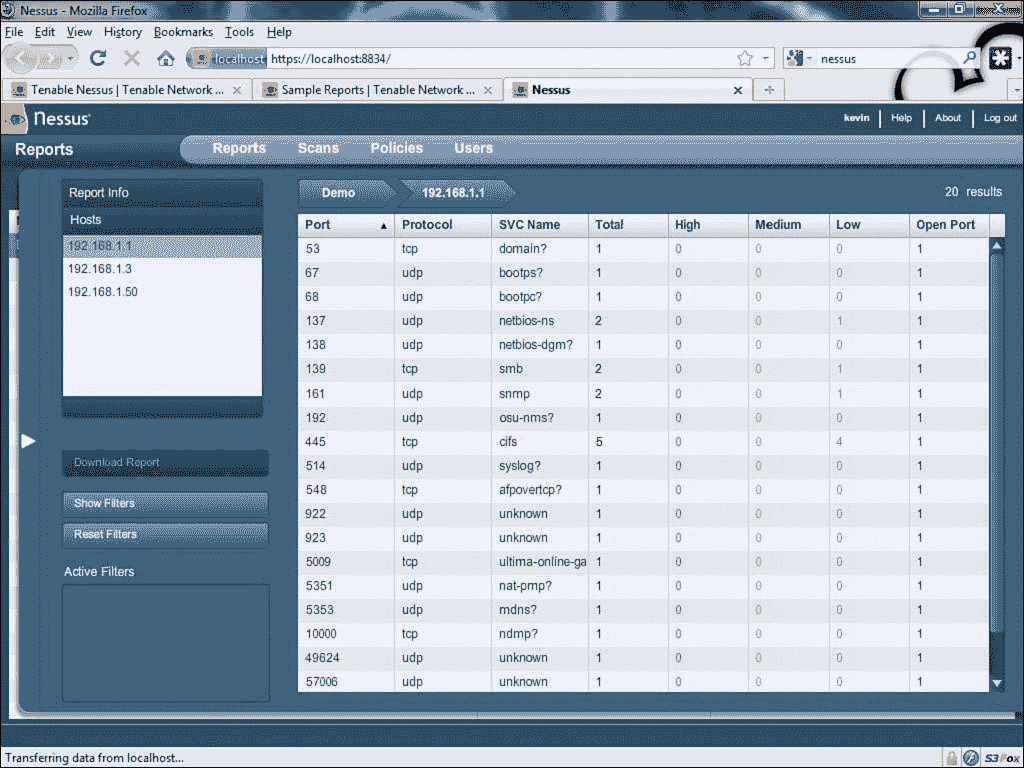 Nessus - Mozilla Firefox
File Edit View History Bookmarks Tools Help
localhost https://localhost:8834/ nessus
Tenable Nessus | Tenable Network ... Sample Reports | Tenable Network ... Nessus
Nessus kevin Help About Log out
Reports Reports Scans Policies Users
Report Info Demo 192.168.1.1 20 results
Hosts
192.168.1.1
192.168.1.3
192.168.1.50
Download Report
Show Filters
Reset Filters
Active Filters
Port Protocol SVC Name Total High Medium Low Open Port
53 tcp domain? 1 0 0 0 1
67 udp bootps? 1 0 0 0 1
68 udp bootpc? 1 0 0 0 1
137 udp netbios-ns 2 0 0 1 1
138 udp netbios-dgm? 1 0 0 0 1
139 tcp smb 2 0 0 1 1
161 udp snmp 2 0 0 1 1
192 udp osu-nms? 1 0 0 0 1
445 tcp cifs 5 0 0 4 1
514 udp syslog? 1 0 0 0 1
548 tcp afpovertcp? 1 0 0 0 1
922 udp unknown 1 0 0 0 1
923 udp unknown 1 0 0 0 1
5009 tcp ultima-online-ga 1 0 0 0 1
5351 udp nat-pmp? 1 0 0 0 1
5353 udp mdns? 1 0 0 0 1
10000 tcp ndmp? 1 0 0 0 1
49624 udp unknown 1 0 0 0 1
57006 udp unknown 1 0 0 0 1
Transferring data from localhost... S3Fox